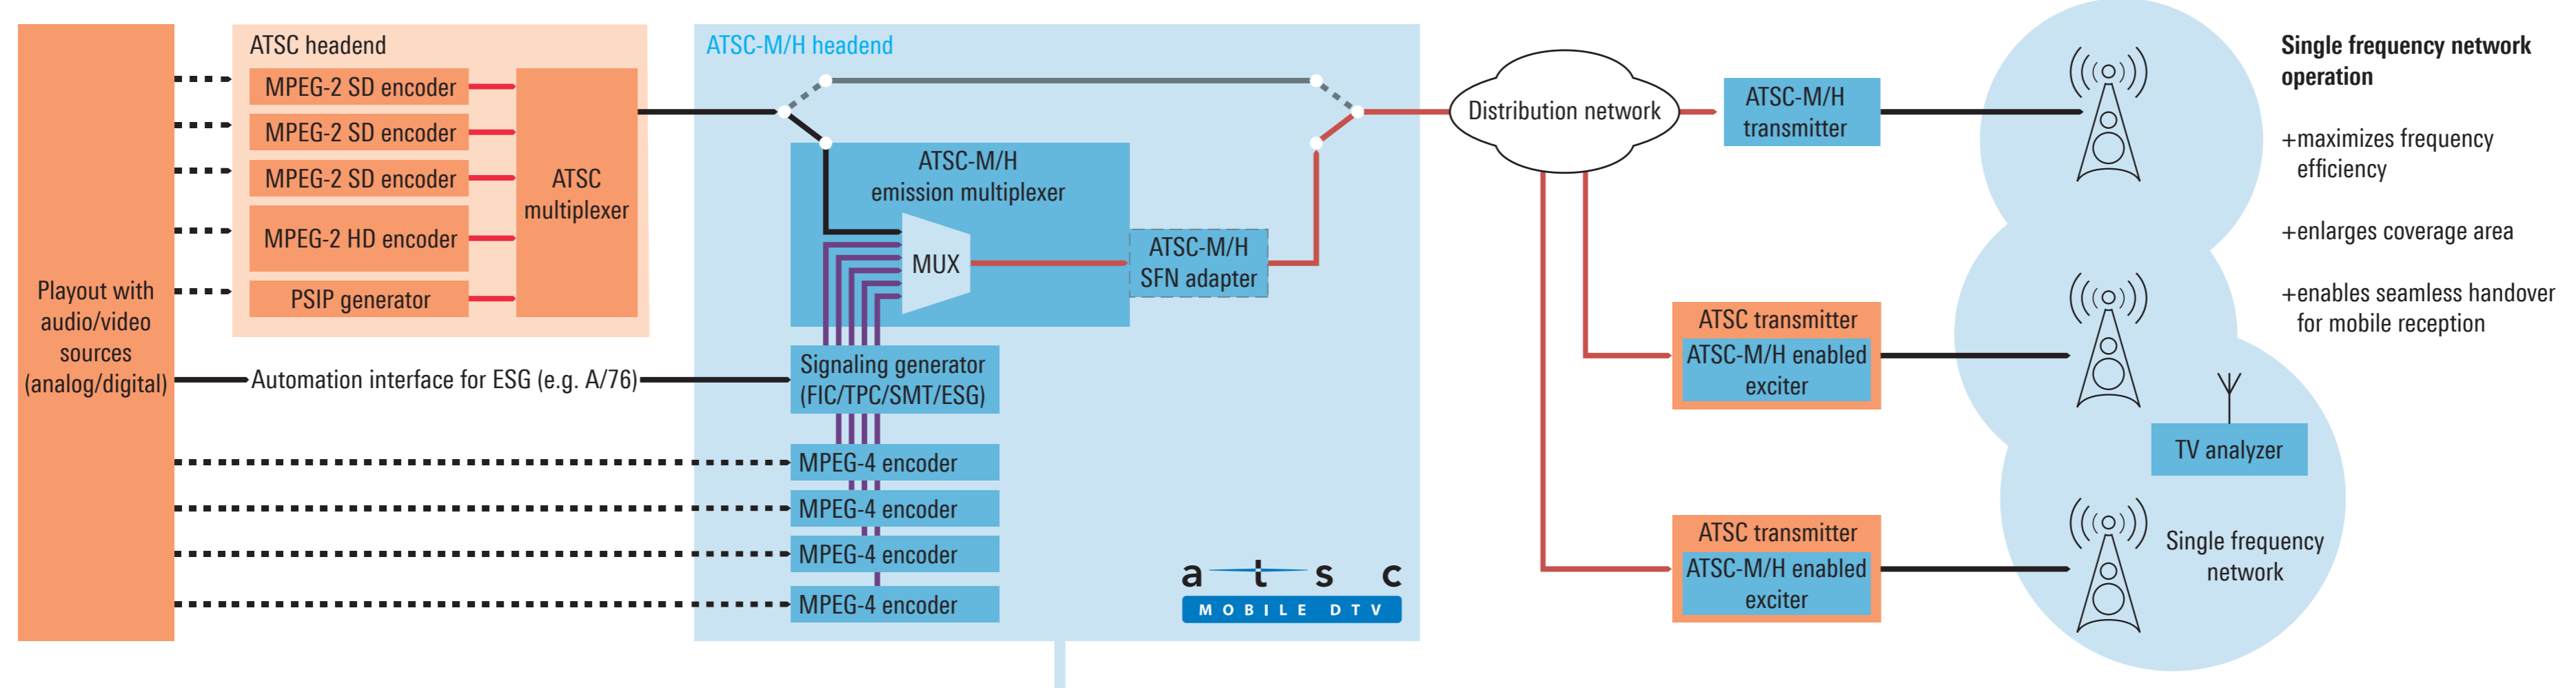 Playout with
audio/video
sources
(analog/digital)
ATSC headend
MPEG-2 SD encoder
MPEG-2 SD encoder
MPEG-2 SD encoder
MPEG-2 HD encoder
PSIP generator
ATSC
multiplexer
Automation interface for ESG (e.g. A/76)
ATSC-M/H headend
ATSC-M/H
emission multiplexer
MUX
ATSC-M/H
SFN adapter
Signaling generator
(FIC/TPC/SMT/ESG)
MPEG-4 encoder
MPEG-4 encoder
MPEG-4 encoder
MPEG-4 encoder
atsc
MOBILE DTV
Distribution network
ATSC-M/H
transmitter
ATSC transmitter
ATSC-M/H enabled
exciter
ATSC transmitter
ATSC-M/H enabled
exciter
TV analyzer
Single frequency
network
Single frequency network
operation
+maximizes frequency
efficiency
+enlarges coverage area
+enables seamless handover
for mobile reception